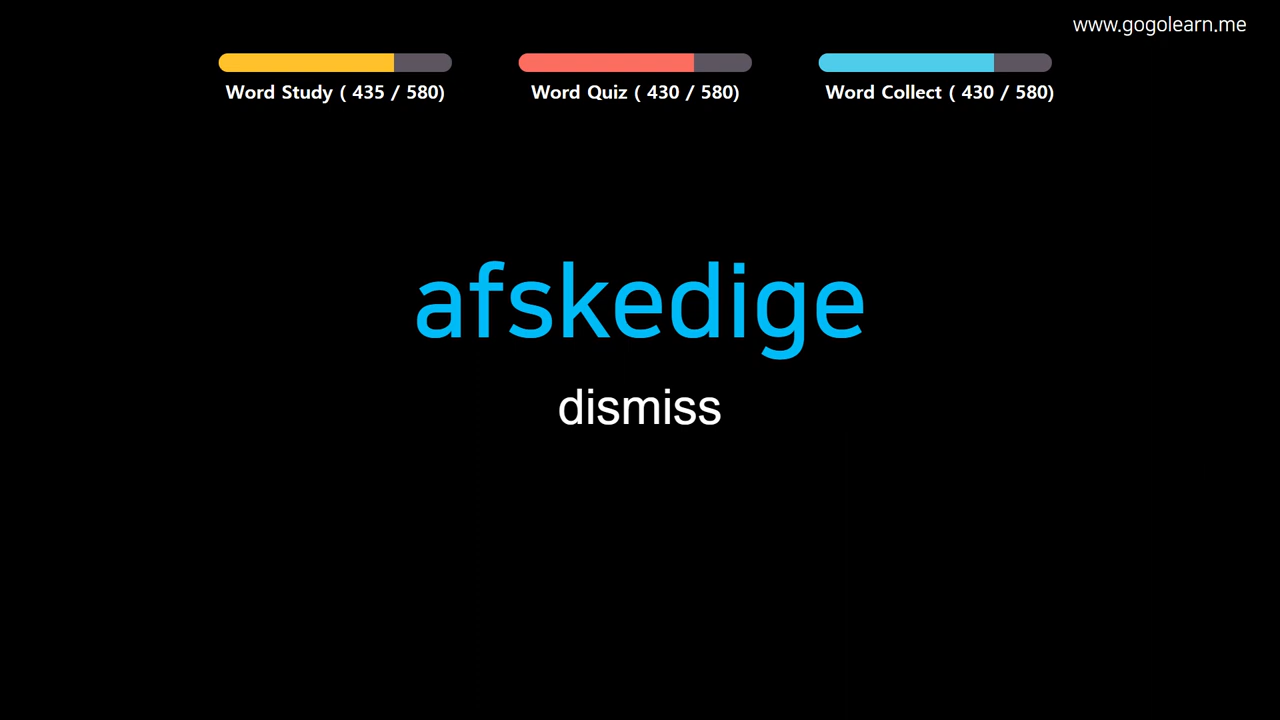 www.gogolearn.me
Word Study ( 435 / 580)
Word Quiz ( 430 / 580)
Word Collect ( 430 / 580)
afskedige
dismiss